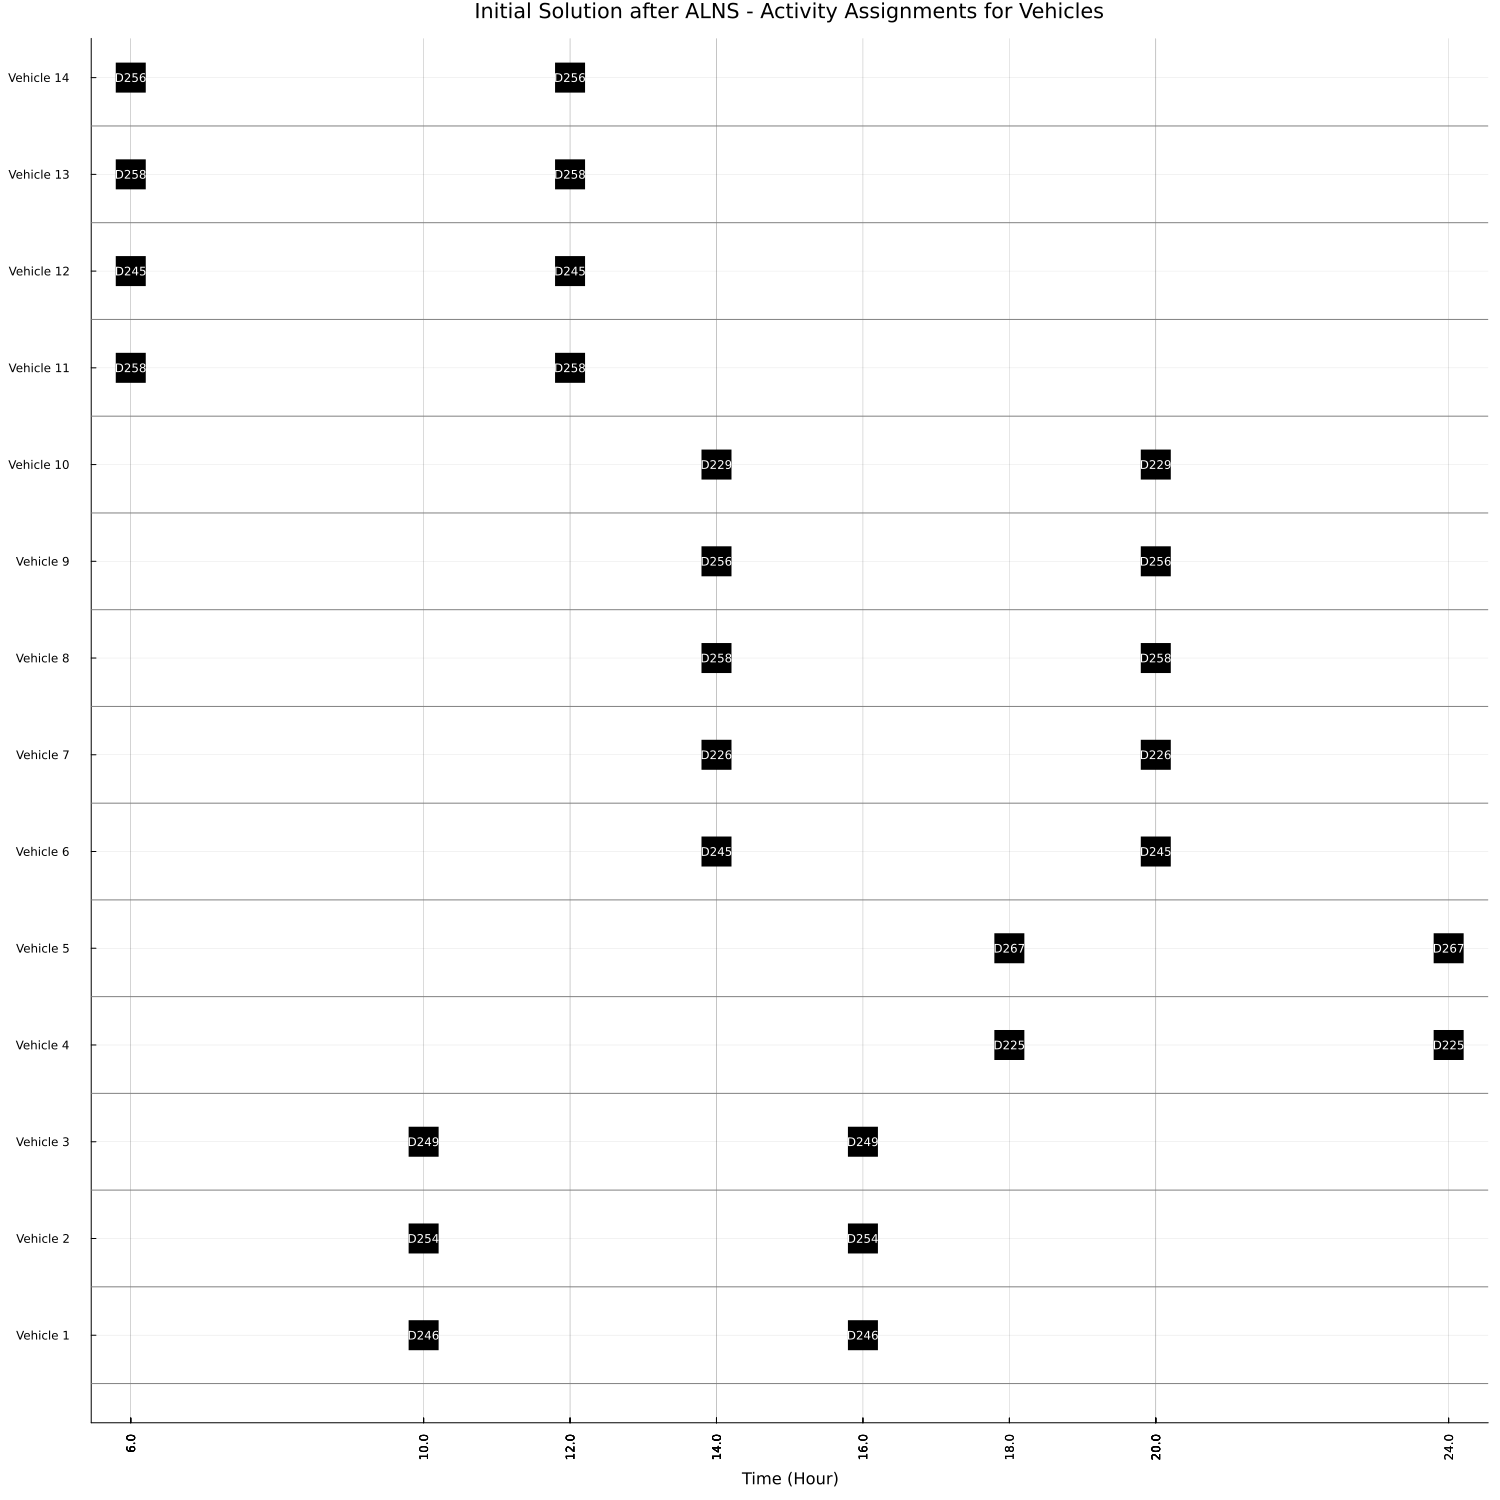 Initial Solution after ALNS - Activity Assignments for Vehicles
Vehicle 14 D256 D256
Vehicle 13 D258 D258
Vehicle 12 D245 D245
Vehicle 11 D258 D258
Vehicle 10 D229 D229
Vehicle 9 D256 D256
Vehicle 8 D258 D258
Vehicle 7 D226 D226
Vehicle 6 D245 D245
Vehicle 5 D267 D267
Vehicle 4 D225 D225
Vehicle 3 D249 D249
Vehicle 2 D254 D254
Vehicle 1 D246 D246
6.0 10.0 12.0 14.0 16.0 18.0 20.0 24.0
Time (Hour)